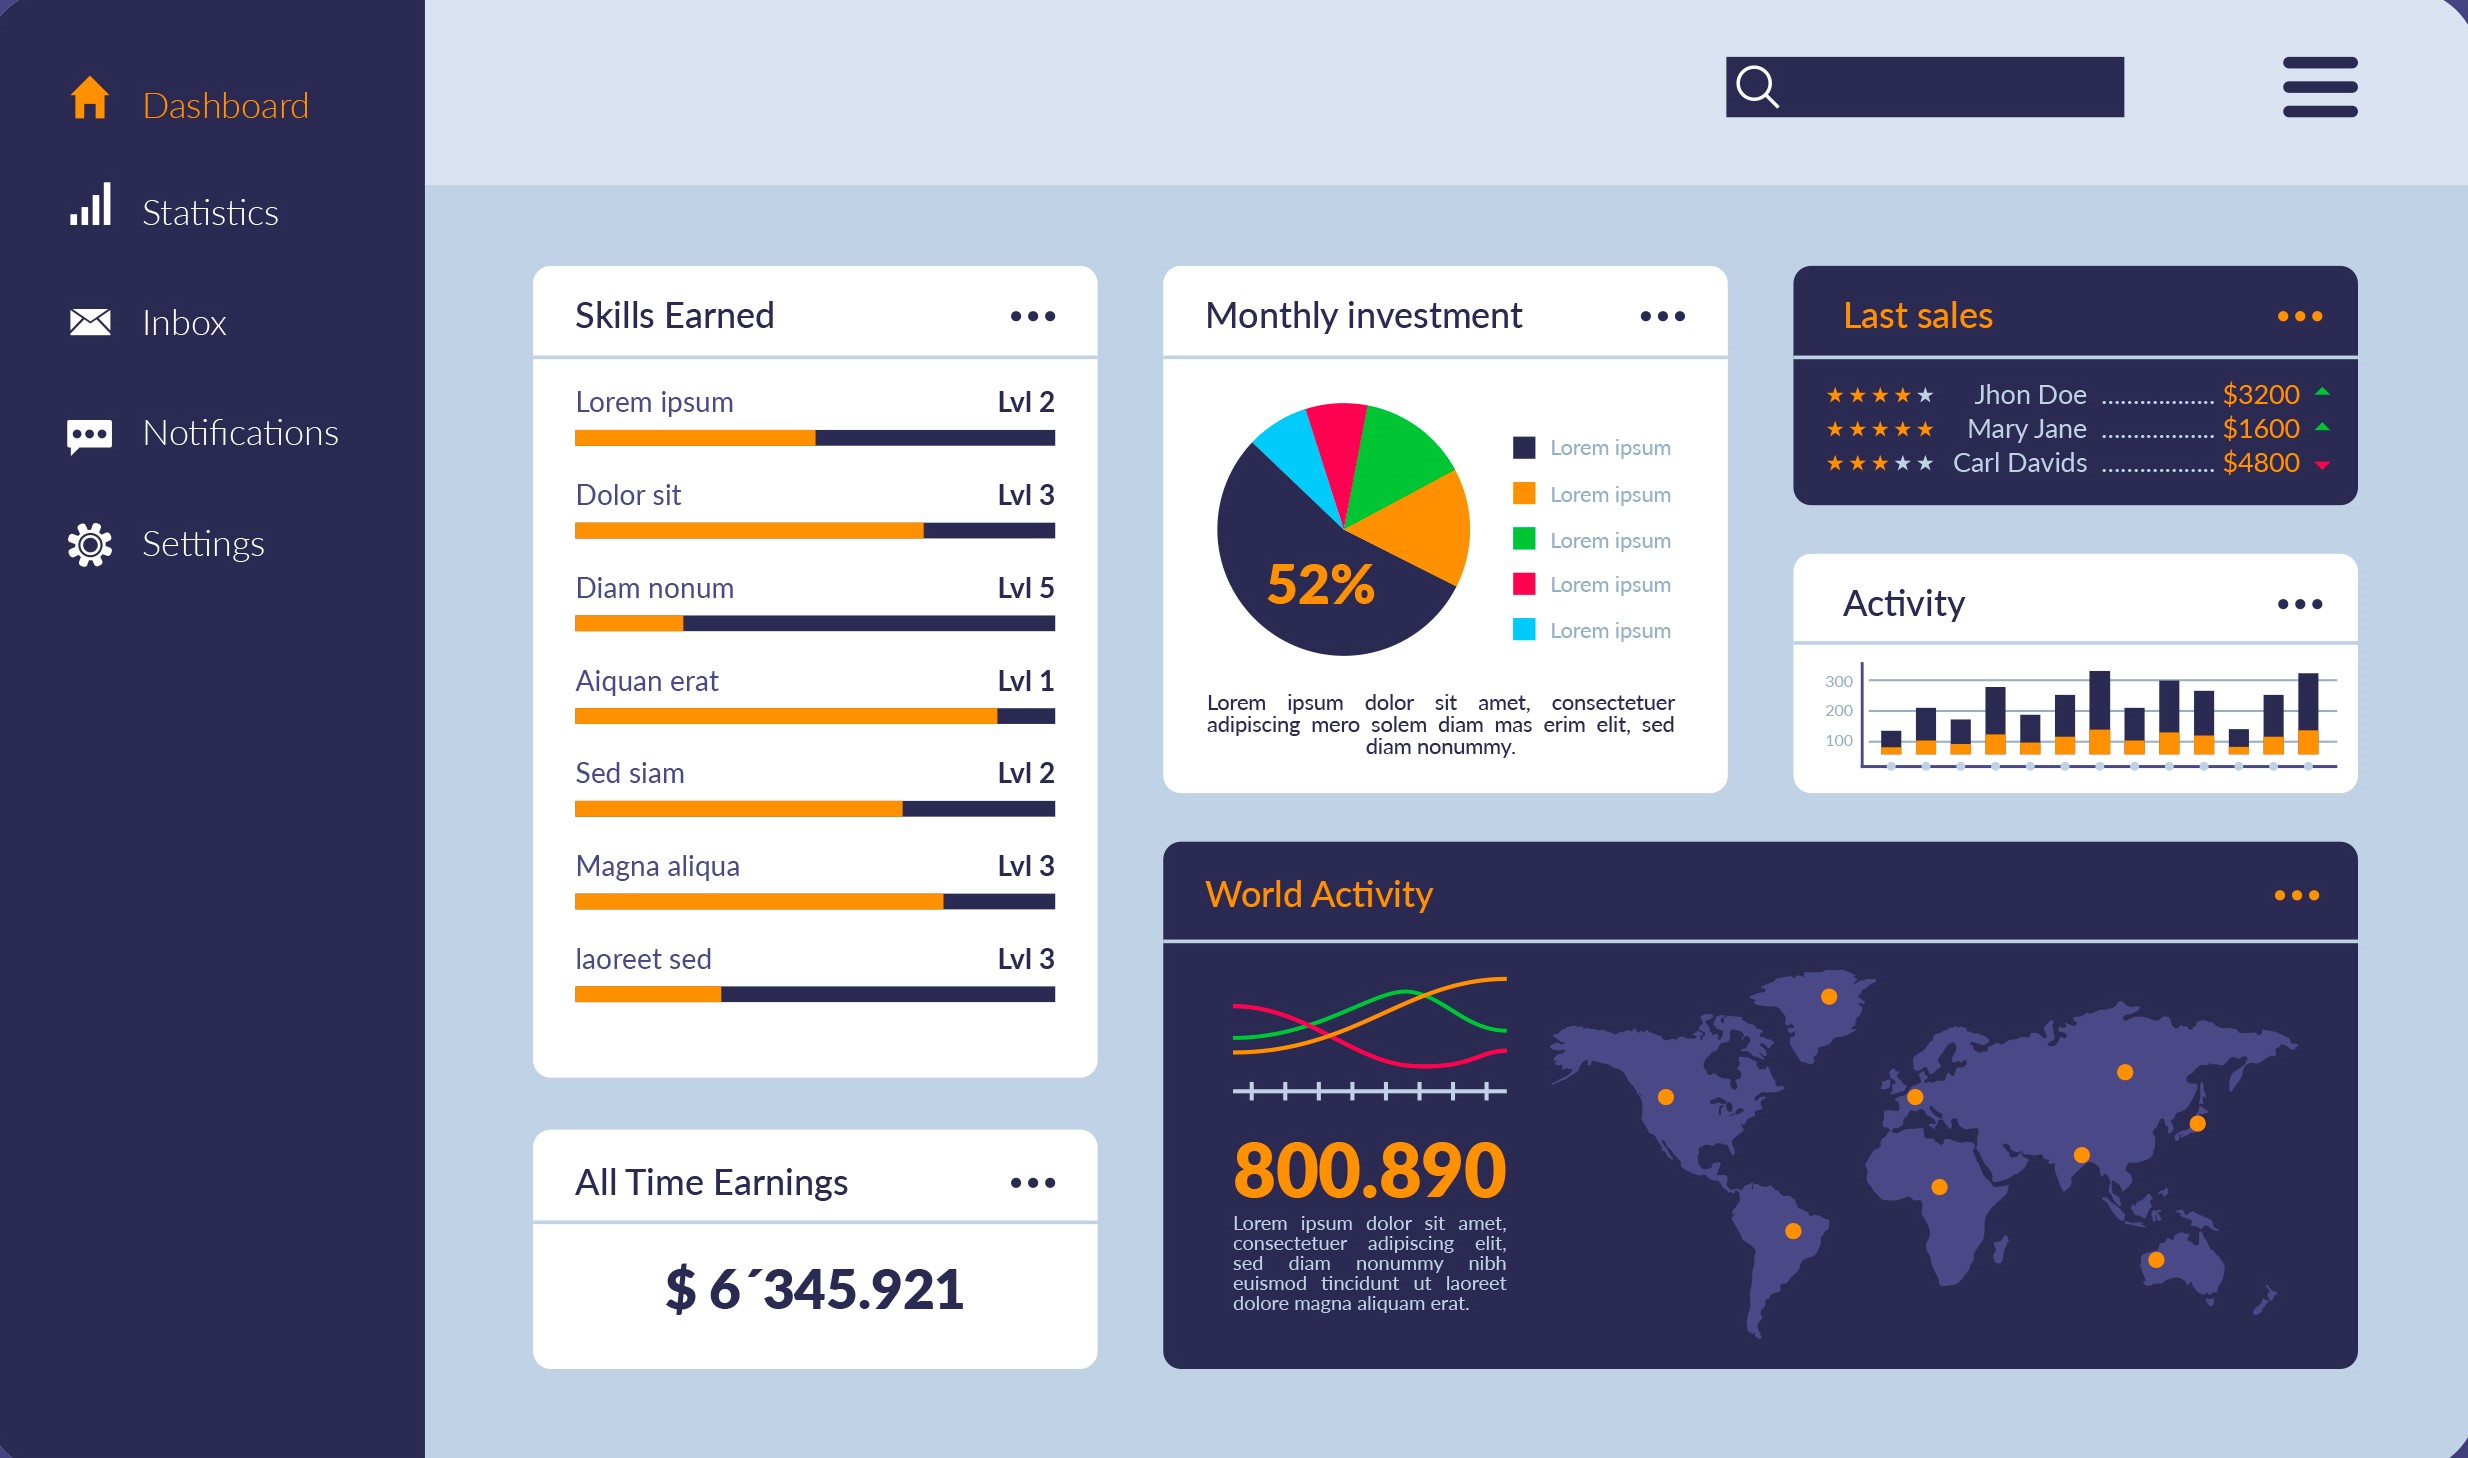 Dashboard
Statistics
Inbox
Notifications
Settings
Skills Earned
Lorem ipsum Lvl 2
Dolor sit Lvl 3
Diam nonum Lvl 5
Aiquan erat Lvl 1
Sed siam Lvl 2
Magna aliqua Lvl 3
laoreet sed Lvl 3
All Time Earnings
$ 6´345.921
Monthly investment
52%
Lorem ipsum
Lorem ipsum
Lorem ipsum
Lorem ipsum
Lorem ipsum
Lorem ipsum dolor sit amet, consectetuer
adipiscing mero solem diam mas erim elit, sed
diam nonummy.
Last sales
Jhon Doe .................. $3200
Mary Jane .................. $1600
Carl Davids .................. $4800
Activity
300
200
100
World Activity
800.890
Lorem ipsum dolor sit amet,
consectetuer adipiscing elit,
sed diam nonummy nibh
euismod tincidunt ut laoreet
dolore magna aliquam erat.